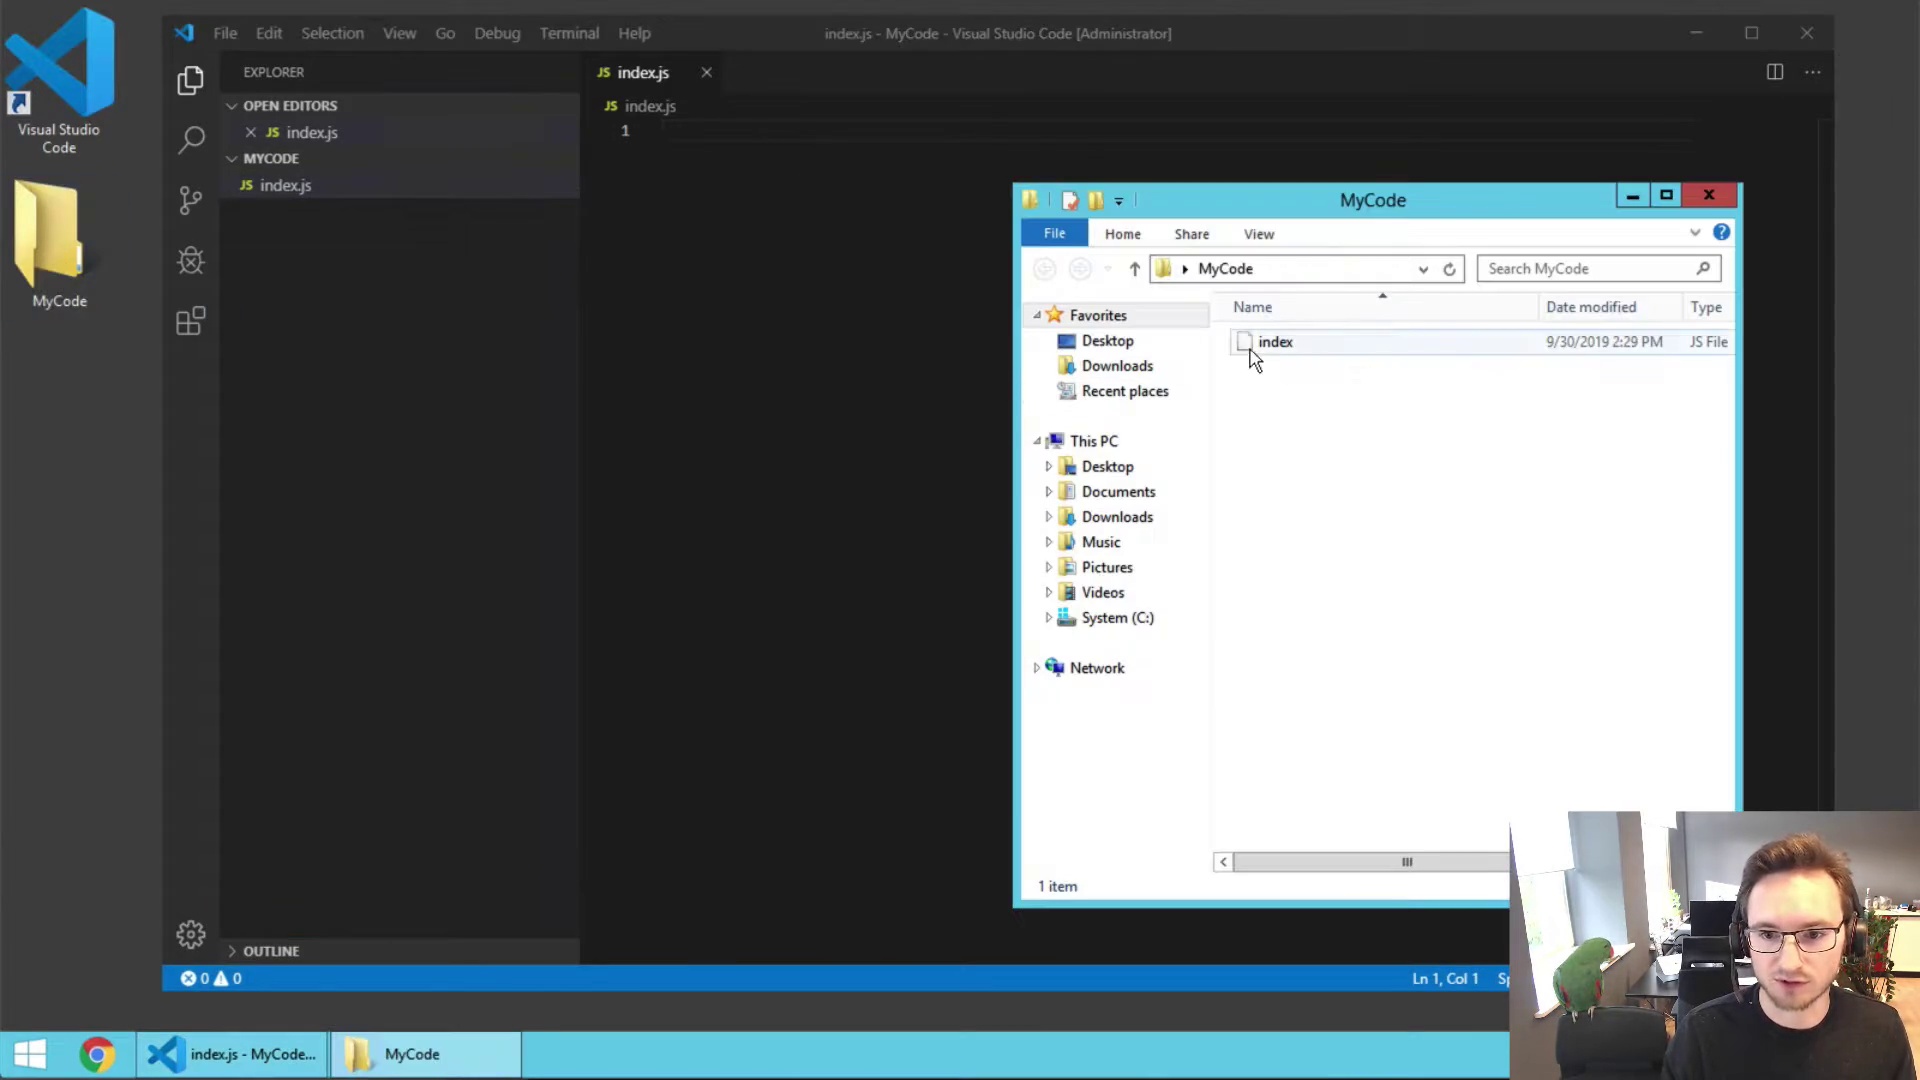 File Edit Selection View Go Debug Terminal Help
index.js - MyCode - Visual Studio Code [Administrator]
Visual Studio
Code
MyCode
EXPLORER
OPEN EDITORS
JS index.js
MYCODE
JS index.js
OUTLINE
JS index.js
JS index.js
1
MyCode
File Home Share View
MyCode
Search MyCode
Name Date modified Type
index 9/30/2019 2:29 PM JS File
Favorites
Desktop
Downloads
Recent places
This PC
Desktop
Documents
Downloads
Music
Pictures
Videos
System (C:)
Network
1 item
0 0
Ln 1, Col 1
index.js - MyCode...
MyCode